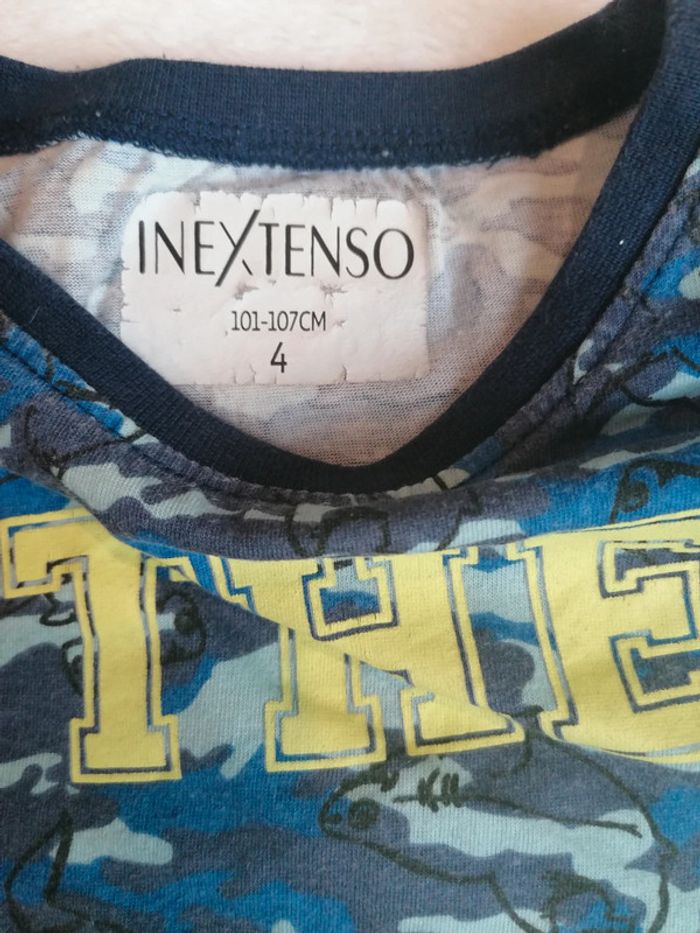 INEXTENSO
101-107CM
4
THE